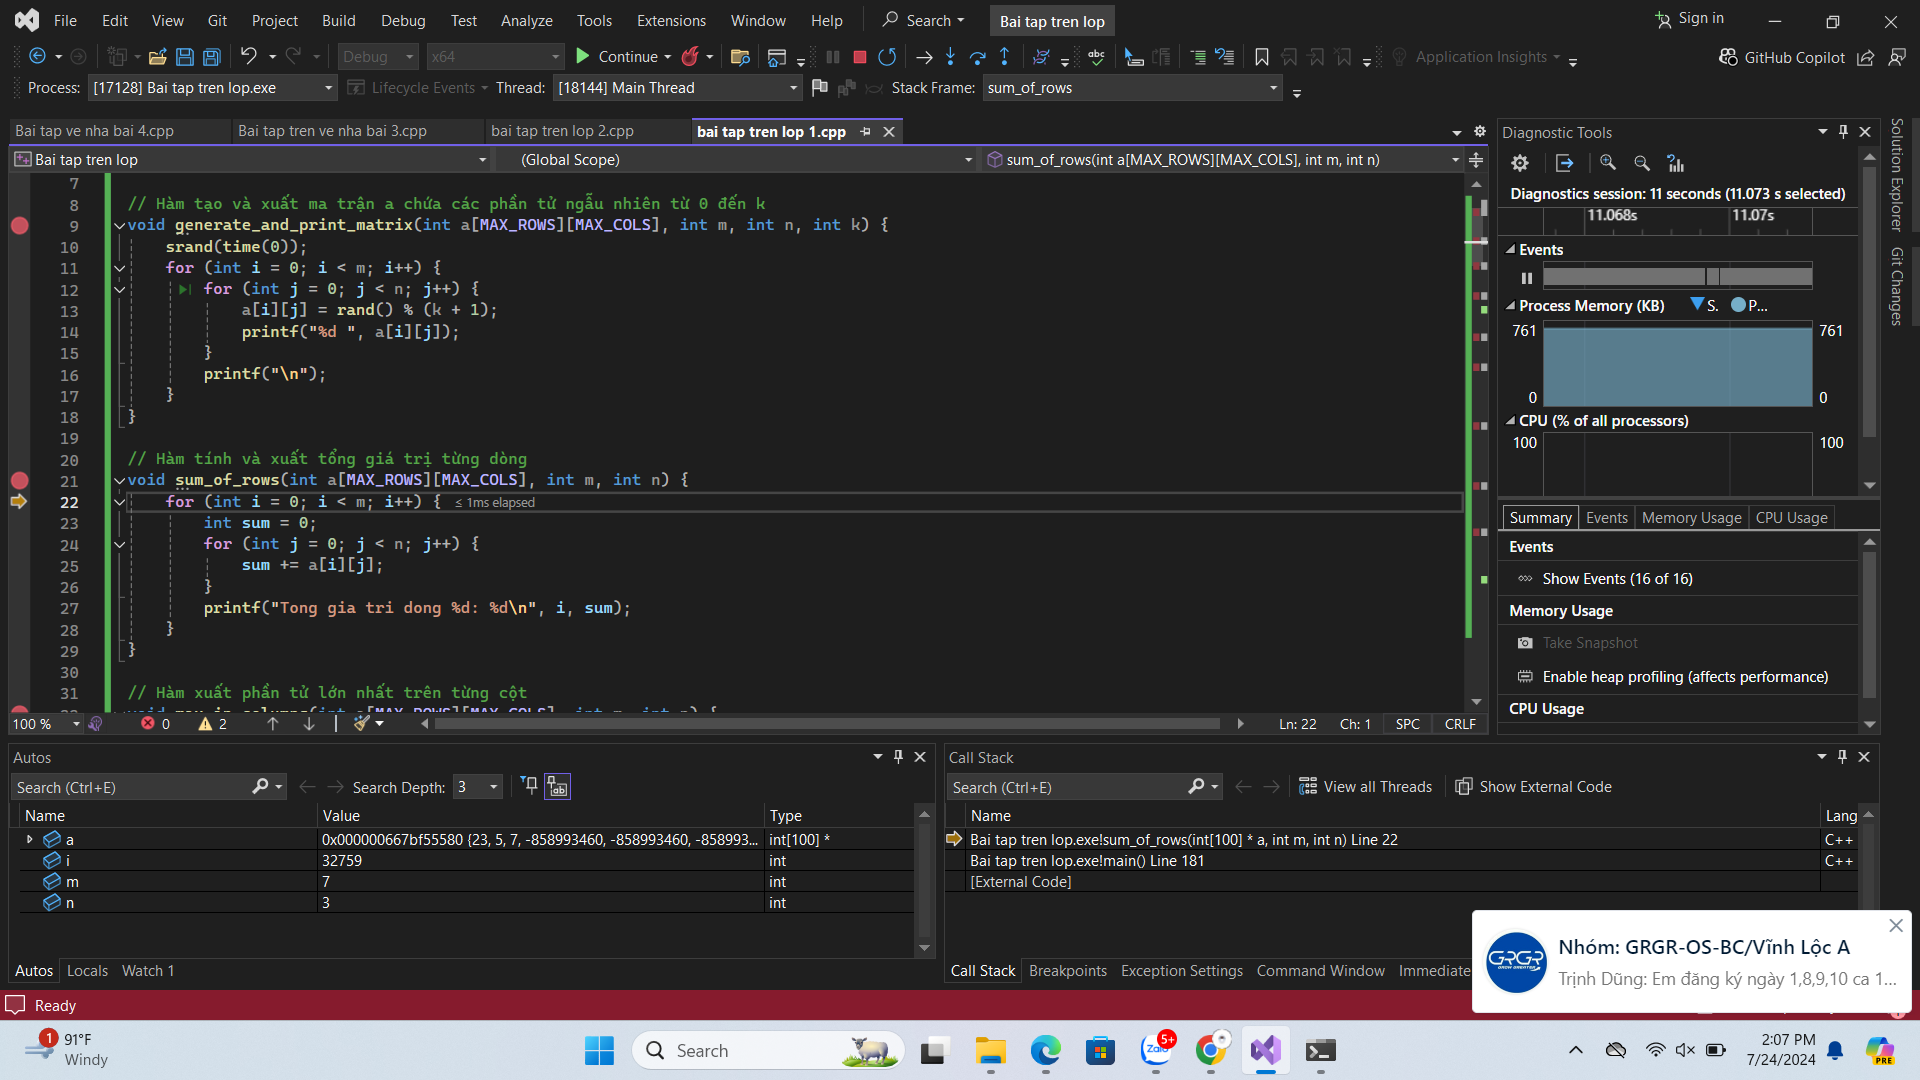 File Edit View Git Project Build Debug Test Analyze Tools Extensions Window Help Search Bai tap tren lop Sign in
Debug x64 Continue Application Insights GitHub Copilot
Process: [17128] Bai tap tren lop.exe Lifecycle Events Thread: [18144] Main Thread Stack Frame: sum_of_rows
Bai tap ve nha bai 4.cpp Bai tap tren ve nha bai 3.cpp bai tap tren lop 2.cpp bai tap tren lop 1.cpp
Bai tap tren lop (Global Scope) sum_of_rows(int a[MAX_ROWS][MAX_COLS], int m, int n)
7
8 // Hàm tạo và xuất ma trận a chứa các phần tử ngẫu nhiên từ 0 đến k
9 void generate_and_print_matrix(int a[MAX_ROWS][MAX_COLS], int m, int n, int k) {
10 srand(time(0));
11 for (int i = 0; i < m; i++) {
12 for (int j = 0; j < n; j++) {
13 a[i][j] = rand() % (k + 1);
14 printf("%d ", a[i][j]);
15 }
16 printf("\n");
17 }
18 }
19
20 // Hàm tính và xuất tổng giá trị từng dòng
21 void sum_of_rows(int a[MAX_ROWS][MAX_COLS], int m, int n) {
22 for (int i = 0; i < m; i++) { ≤ 1ms elapsed
23 int sum = 0;
24 for (int j = 0; j < n; j++) {
25 sum += a[i][j];
26 }
27 printf("Tong gia tri dong %d: %d\n", i, sum);
28 }
29 }
30
31 // Hàm xuất phần tử lớn nhất trên từng cột
100 % 0 2 Ln: 22 Ch: 1 SPC CRLF
Diagnostic Tools
Diagnostics session: 11 seconds (11.073 s selected)
11.068s 11.07s
Events
Process Memory (KB) S. P...
761 761
0 0
CPU (% of all processors)
100 100
Summary Events Memory Usage CPU Usage
Events
Show Events (16 of 16)
Memory Usage
Take Snapshot
Enable heap profiling (affects performance)
CPU Usage
Solution Explorer
Git Changes
Autos
Search (Ctrl+E) Search Depth: 3
Name Value Type
a 0x000000667bf55580 {23, 5, 7, -858993460, -858993460, -858993... int[100] *
i 32759 int
m 7 int
n 3 int
Autos Locals Watch 1
Call Stack
Search (Ctrl+E) View all Threads Show External Code
Name Lang
Bai tap tren lop.exe!sum_of_rows(int[100] * a, int m, int n) Line 22 C++
Bai tap tren lop.exe!main() Line 181 C++
[External Code]
Call Stack Breakpoints Exception Settings Command Window Immediate
GRGR
Nhóm: GRGR-OS-BC/Vĩnh Lộc A
Trịnh Dũng: Em đăng ký ngày 1,8,9,10 ca 1...
Ready
1 91°F
Windy
Search
Zalo 5+
PRE
2:07 PM
7/24/2024